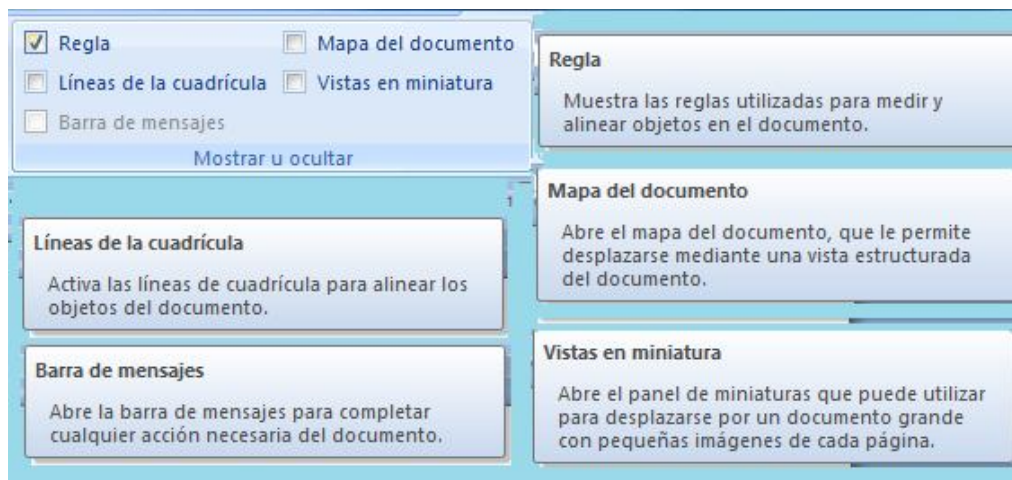 Regla
Mapa del documento
Líneas de la cuadrícula
Vistas en miniatura
Barra de mensajes
Mostrar u ocultar
Regla
Muestra las reglas utilizadas para medir y
alinear objetos en el documento.
Mapa del documento
Abre el mapa del documento, que le permite
desplazarse mediante una vista estructurada
del documento.
Líneas de la cuadrícula
Activa las líneas de cuadrícula para alinear los
objetos del documento.
Barra de mensajes
Abre la barra de mensajes para completar
cualquier acción necesaria del documento.
Vistas en miniatura
Abre el panel de miniaturas que puede utilizar
para desplazarse por un documento grande
con pequeñas imágenes de cada página.